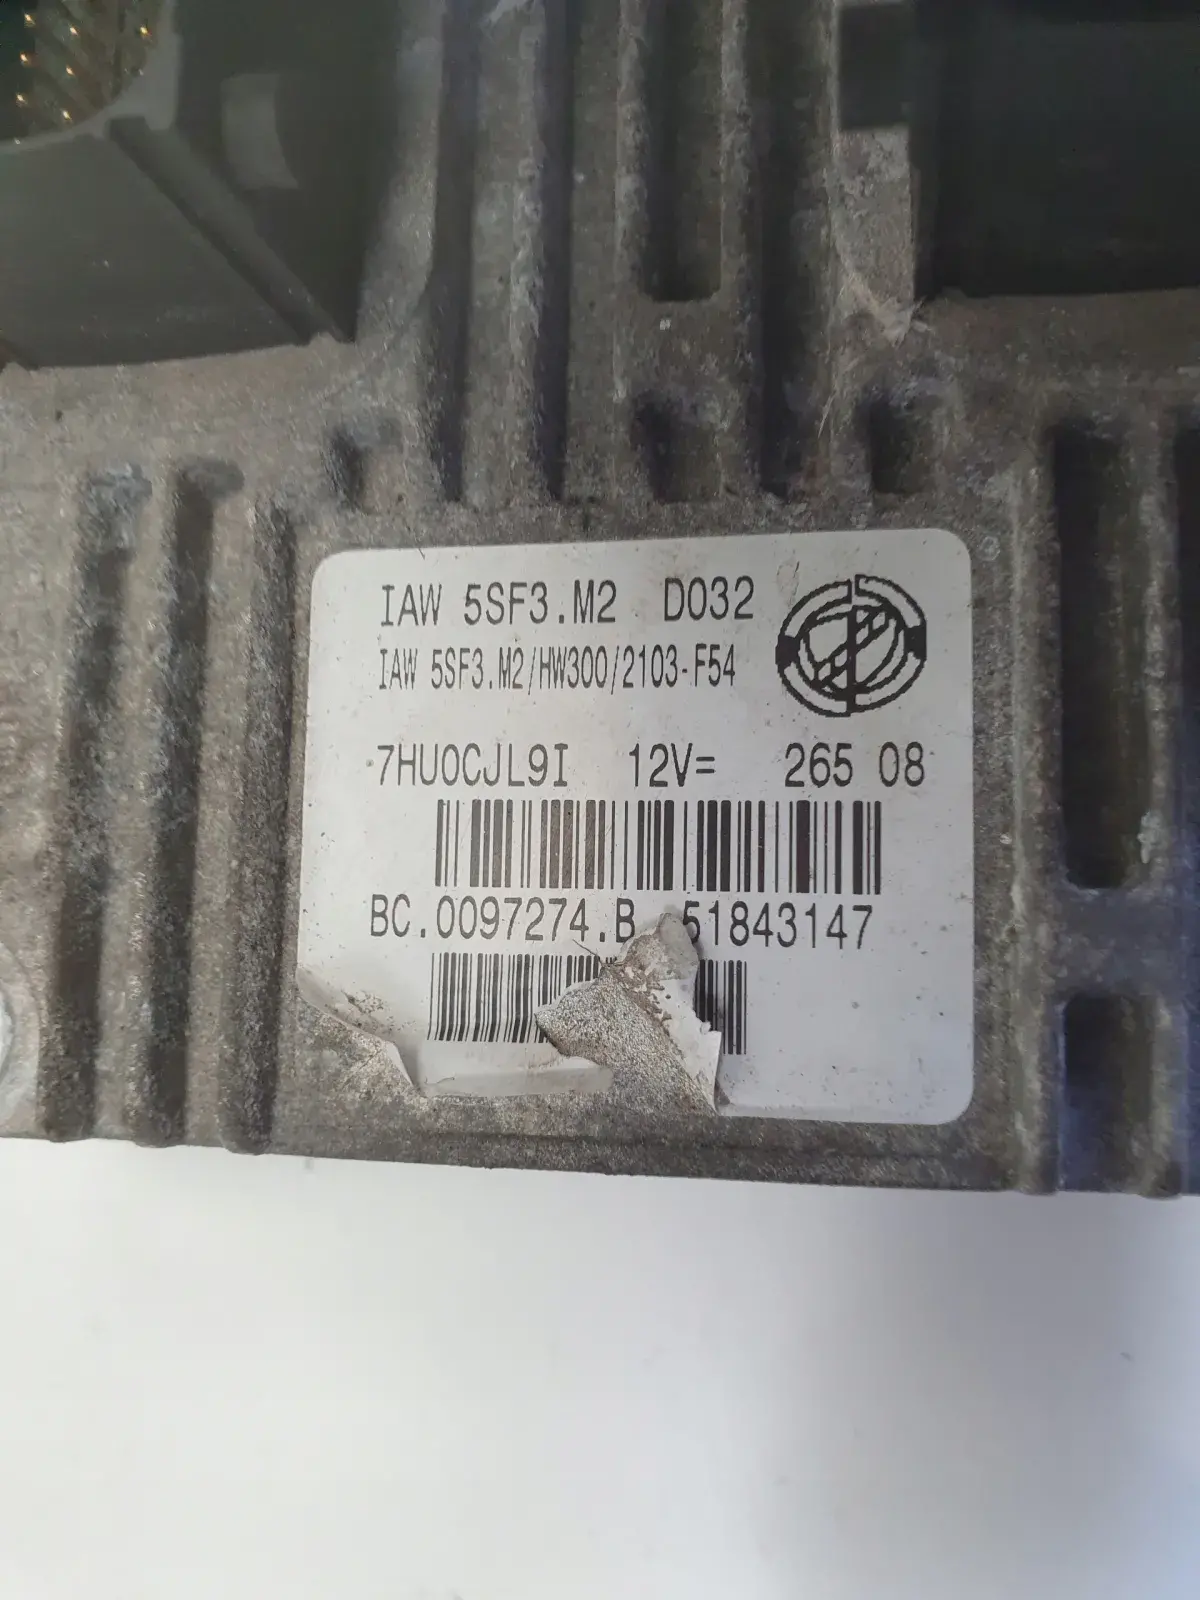 IAW 5SF3.M2 D032
IAW 5SF3.M2/HW300/2103-F54
7HU0CJL9I 12V= 265 08
BC.0097274.B 51843147